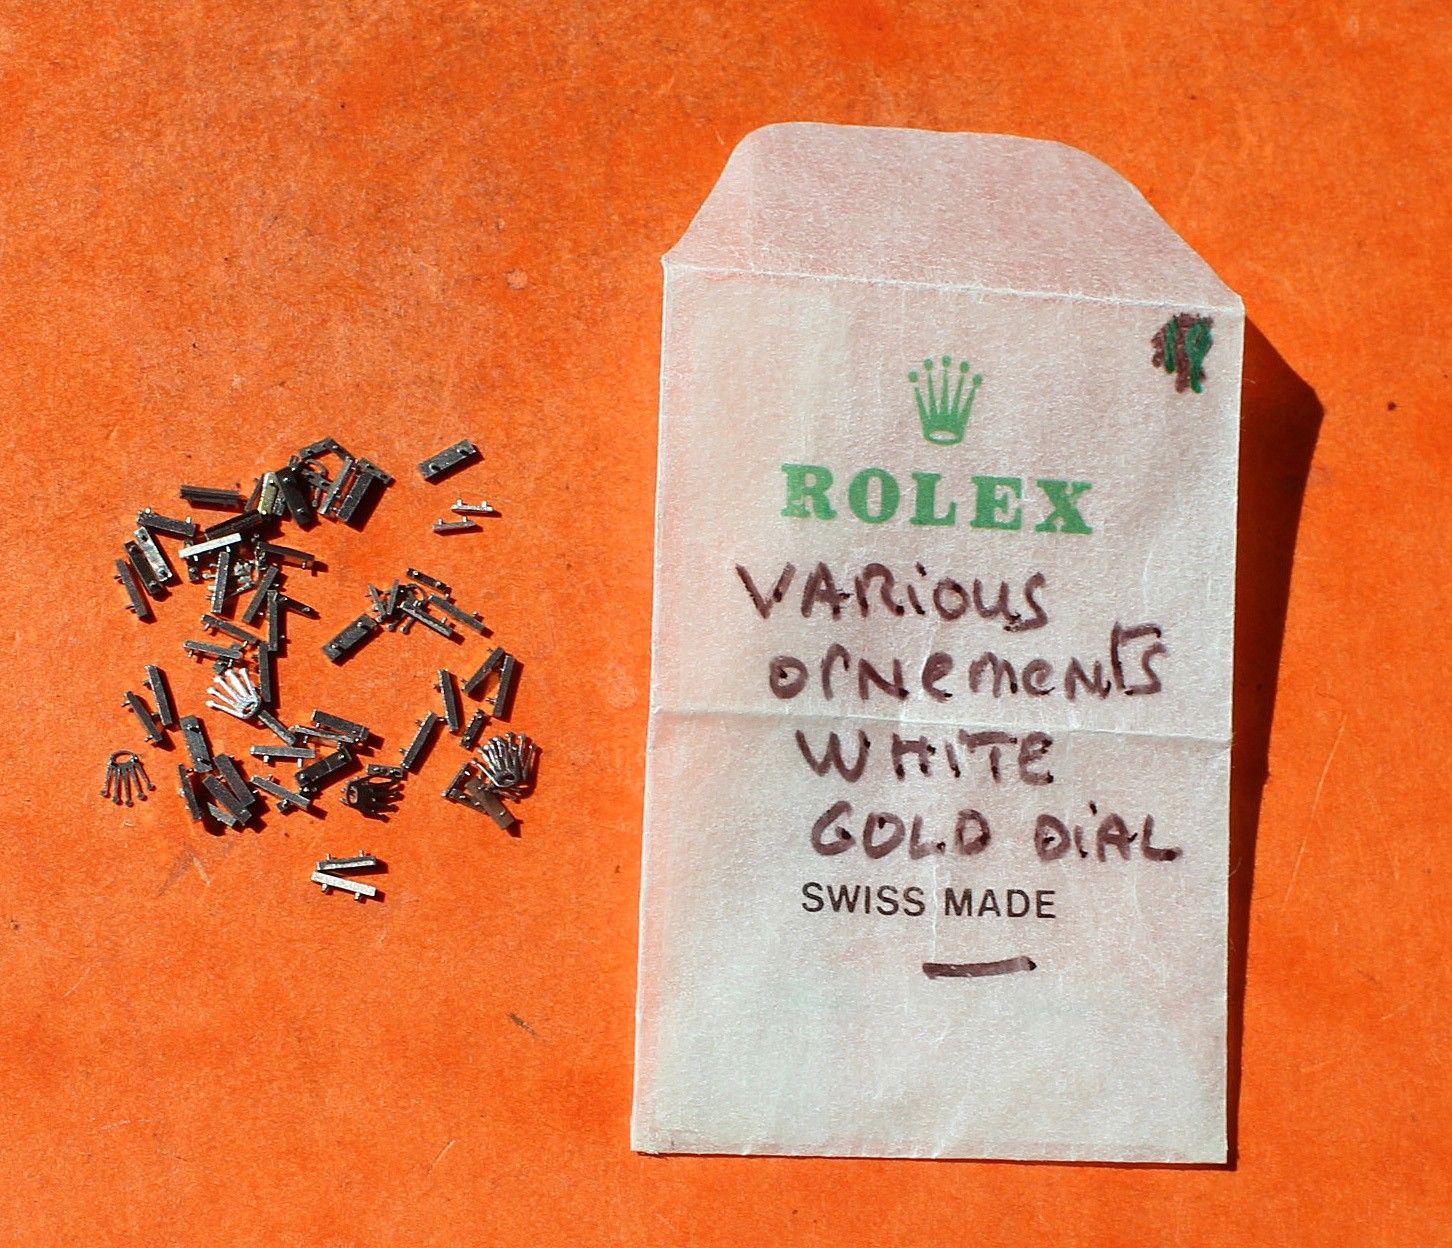 ROLEX
VARiOUS
OrNementS
WHITE
GOLD DiAL
SWISS MADE